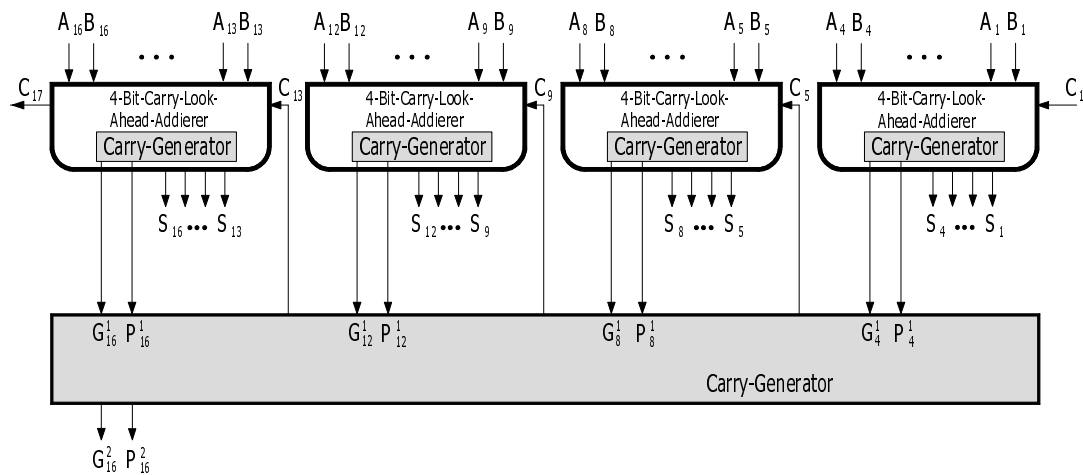 A16 B16 ... A13 B13 A12 B12 ... A9 B9 A8 B8 ... A5 B5 A4 B4 ... A1 B1
C17 C13 C9 C5 C1
4-Bit-Carry-Look-
Ahead-Addierer
Carry-Generator
4-Bit-Carry-Look-
Ahead-Addierer
Carry-Generator
4-Bit-Carry-Look-
Ahead-Addierer
Carry-Generator
4-Bit-Carry-Look-
Ahead-Addierer
Carry-Generator
S16 ... S13 S12 ... S9 S8 ... S5 S4 ... S1
G¹16 P¹16 G¹12 P¹12 G¹8 P¹8 G¹4 P¹4
Carry-Generator
G²16 P²16